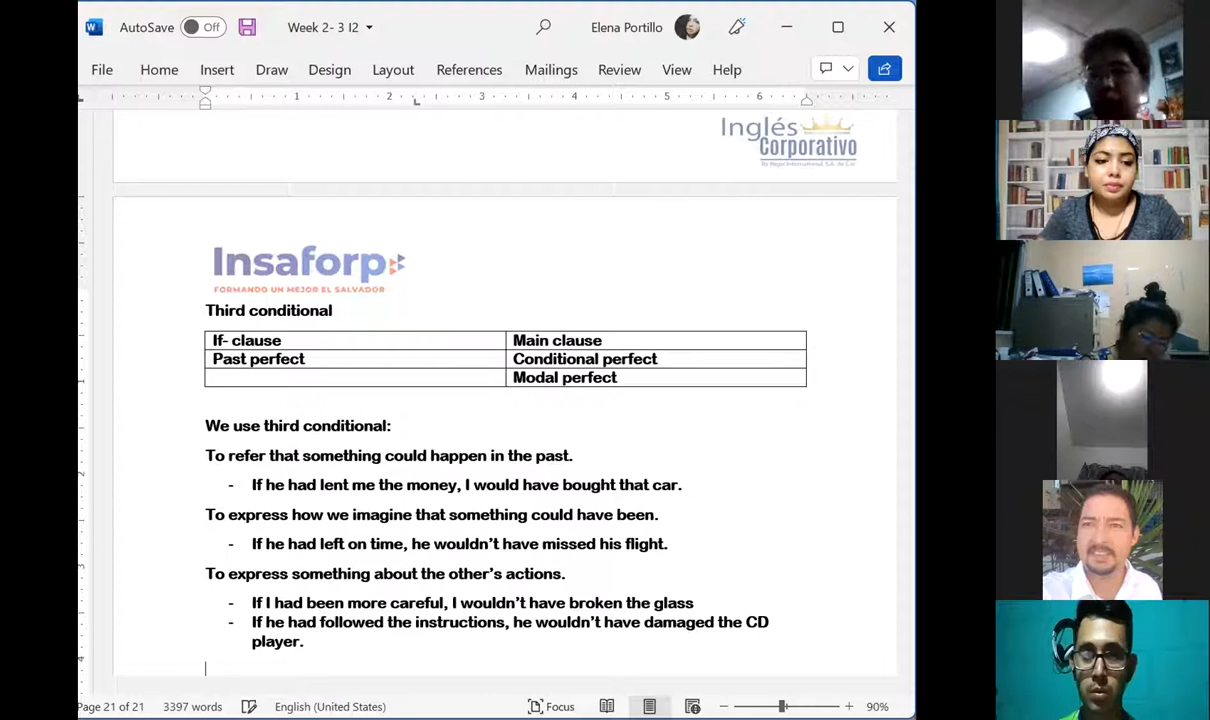 AutoSave Off Week 2- 3 I2 Elena Portillo
File Home Insert Draw Design Layout References Mailings Review View Help
1 2 3 4 5 6
Inglés
Corporativo
Insaforp
FORMANDO UN MEJOR EL SALVADOR
Third conditional
If- clause Main clause
Past perfect Conditional perfect
Modal perfect
We use third conditional:
To refer that something could happen in the past.
- If he had lent me the money, I would have bought that car.
To express how we imagine that something could have been.
- If he had left on time, he wouldn’t have missed his flight.
To express something about the other’s actions.
- If I had been more careful, I wouldn’t have broken the glass
- If he had followed the instructions, he wouldn’t have damaged the CD
player.
Page 21 of 21 3397 words English (United States) Focus 90%